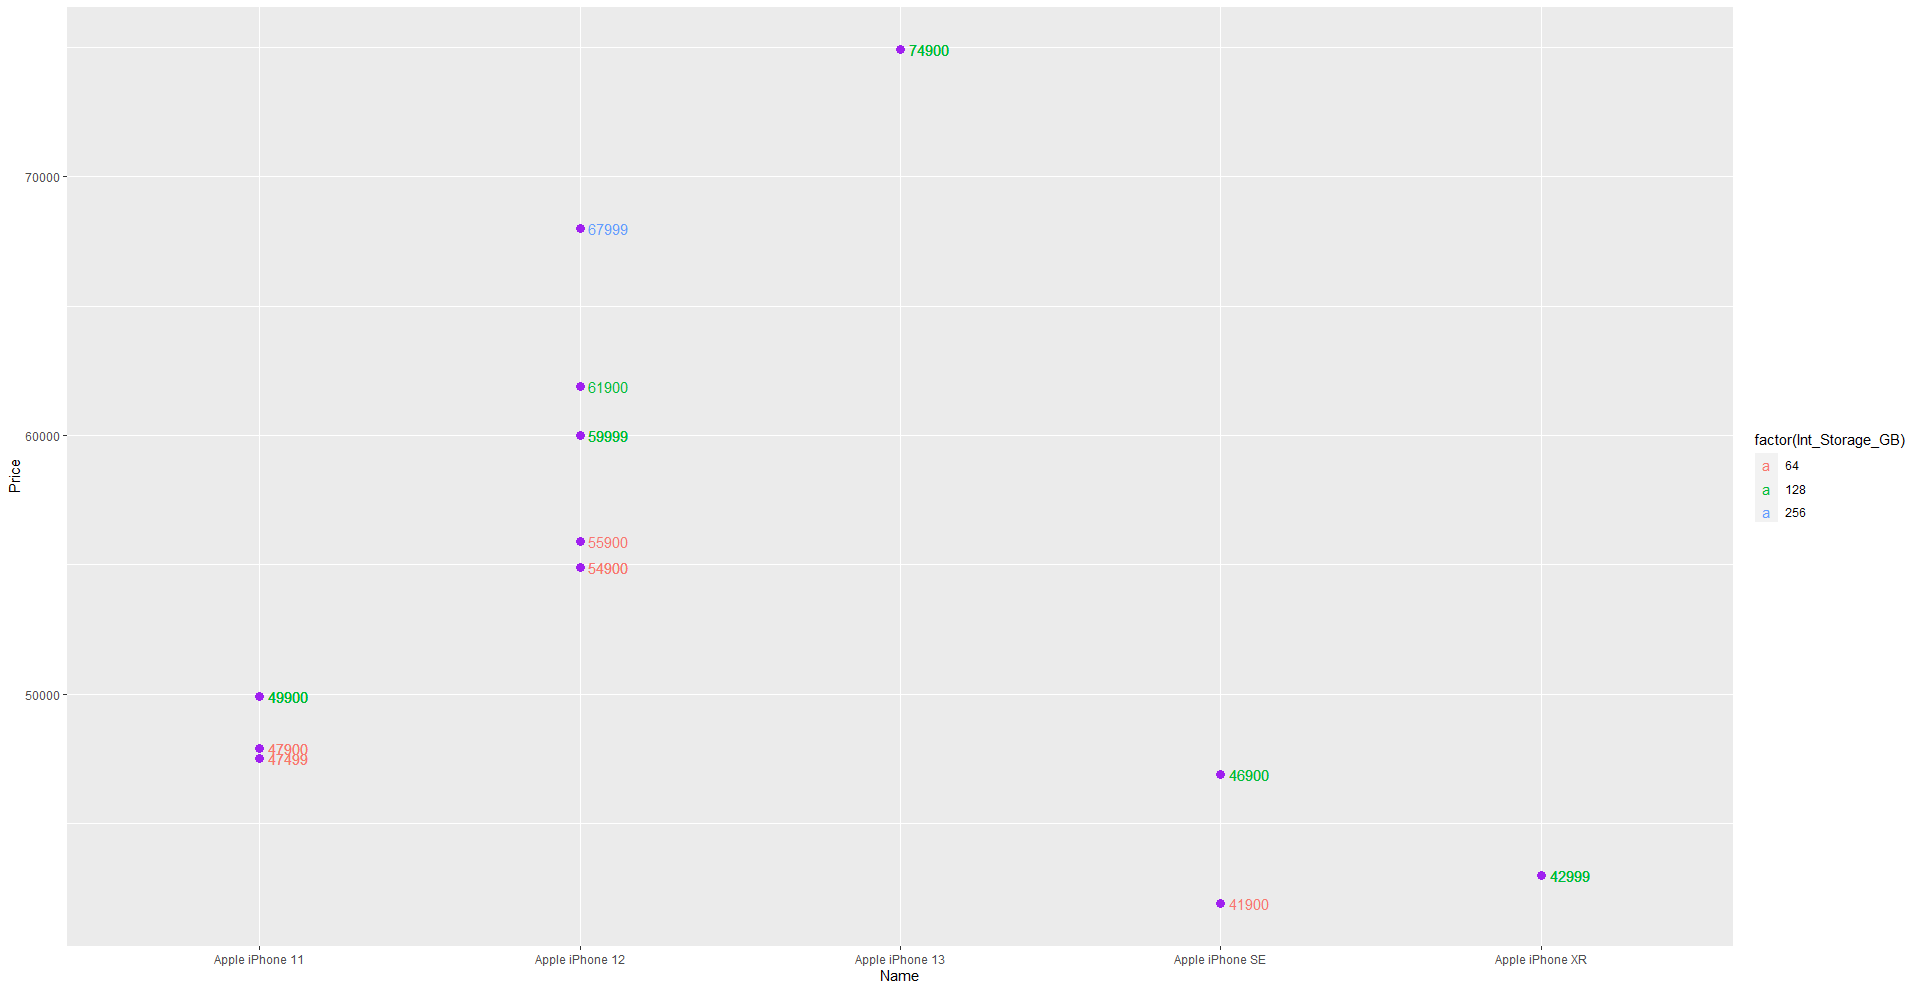 74900
70000
67999
61900
60000
59999
55900
54900
50000
49900
47900
47499
46900
42999
41900
Price
Apple iPhone 11 Apple iPhone 12 Apple iPhone 13 Apple iPhone SE Apple iPhone XR
Name
factor(Int_Storage_GB)
a 64
a 128
a 256